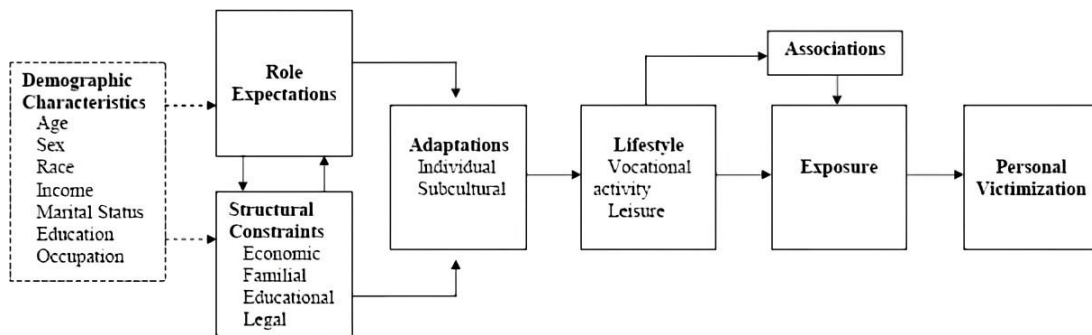 Demographic
Characteristics
Age
Sex
Race
Income
Marital Status
Education
Occupation
Role
Expectations
Structural
Constraints
Economic
Familial
Educational
Legal
Adaptations
Individual
Subcultural
Lifestyle
Vocational
activity
Leisure
Associations
Exposure
Personal
Victimization